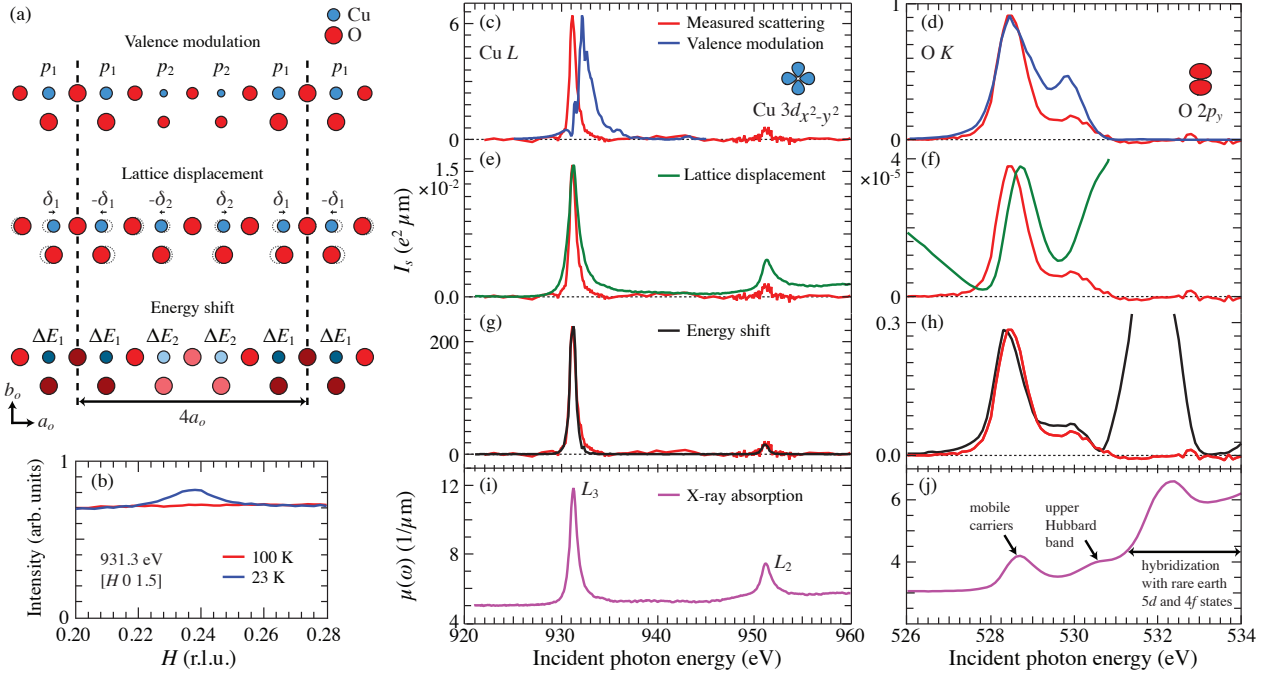 (a)
Cu
O
Valence modulation
p1 p1 p2 p2 p1 p1
Lattice displacement
δ1 -δ1 -δ2 δ2 δ1 -δ1
Energy shift
ΔE1 ΔE1 ΔE2 ΔE2 ΔE1 ΔE1
bo
ao
4ao
(b)
Intensity (arb. units)
1
0
931.3 eV
[H 0 1.5]
100 K
23 K
0.20 0.22 0.24 0.26 0.28
H (r.l.u.)
(c)
Cu L
6
0
Measured scattering
Valence modulation
Cu 3dx²-y²
(d)
O K
1
0
O 2py
(e)
1.5
×10⁻²
0.0
Lattice displacement
Is (e² μm)
(f)
4
×10⁻⁵
0
(g)
200
0
Energy shift
(h)
0.3
0.0
(i)
L3
L2
X-ray absorption
μ(ω) (1/μm)
12
8
4
920 930 940 950 960
Incident photon energy (eV)
(j)
6
4
2
mobile
carriers
upper
Hubbard
band
hybridization
with rare earth
5d and 4f states
526 528 530 532 534
Incident photon energy (eV)